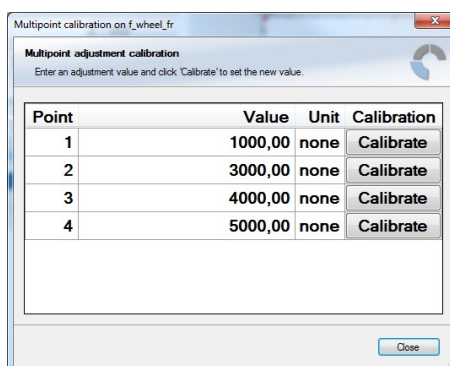 Multipoint calibration on f_wheel_fr
Multipoint adjustment calibration
Enter an adjustment value and click 'Calibrate' to set the new value.
Point Value Unit Calibration
1 1000,00 none Calibrate
2 3000,00 none Calibrate
3 4000,00 none Calibrate
4 5000,00 none Calibrate
Close